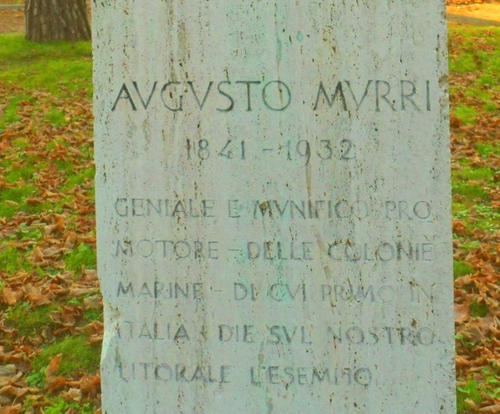 AVGVSTO MVRRI
1841-1932
GENIALE E MVNIFICO PRO
MOTORE - DELLE COLONIE
MARINE - DI CVI PRIMO IN
ITALIA DIE SVL NOSTRO
LITORALE L'ESEMPIO